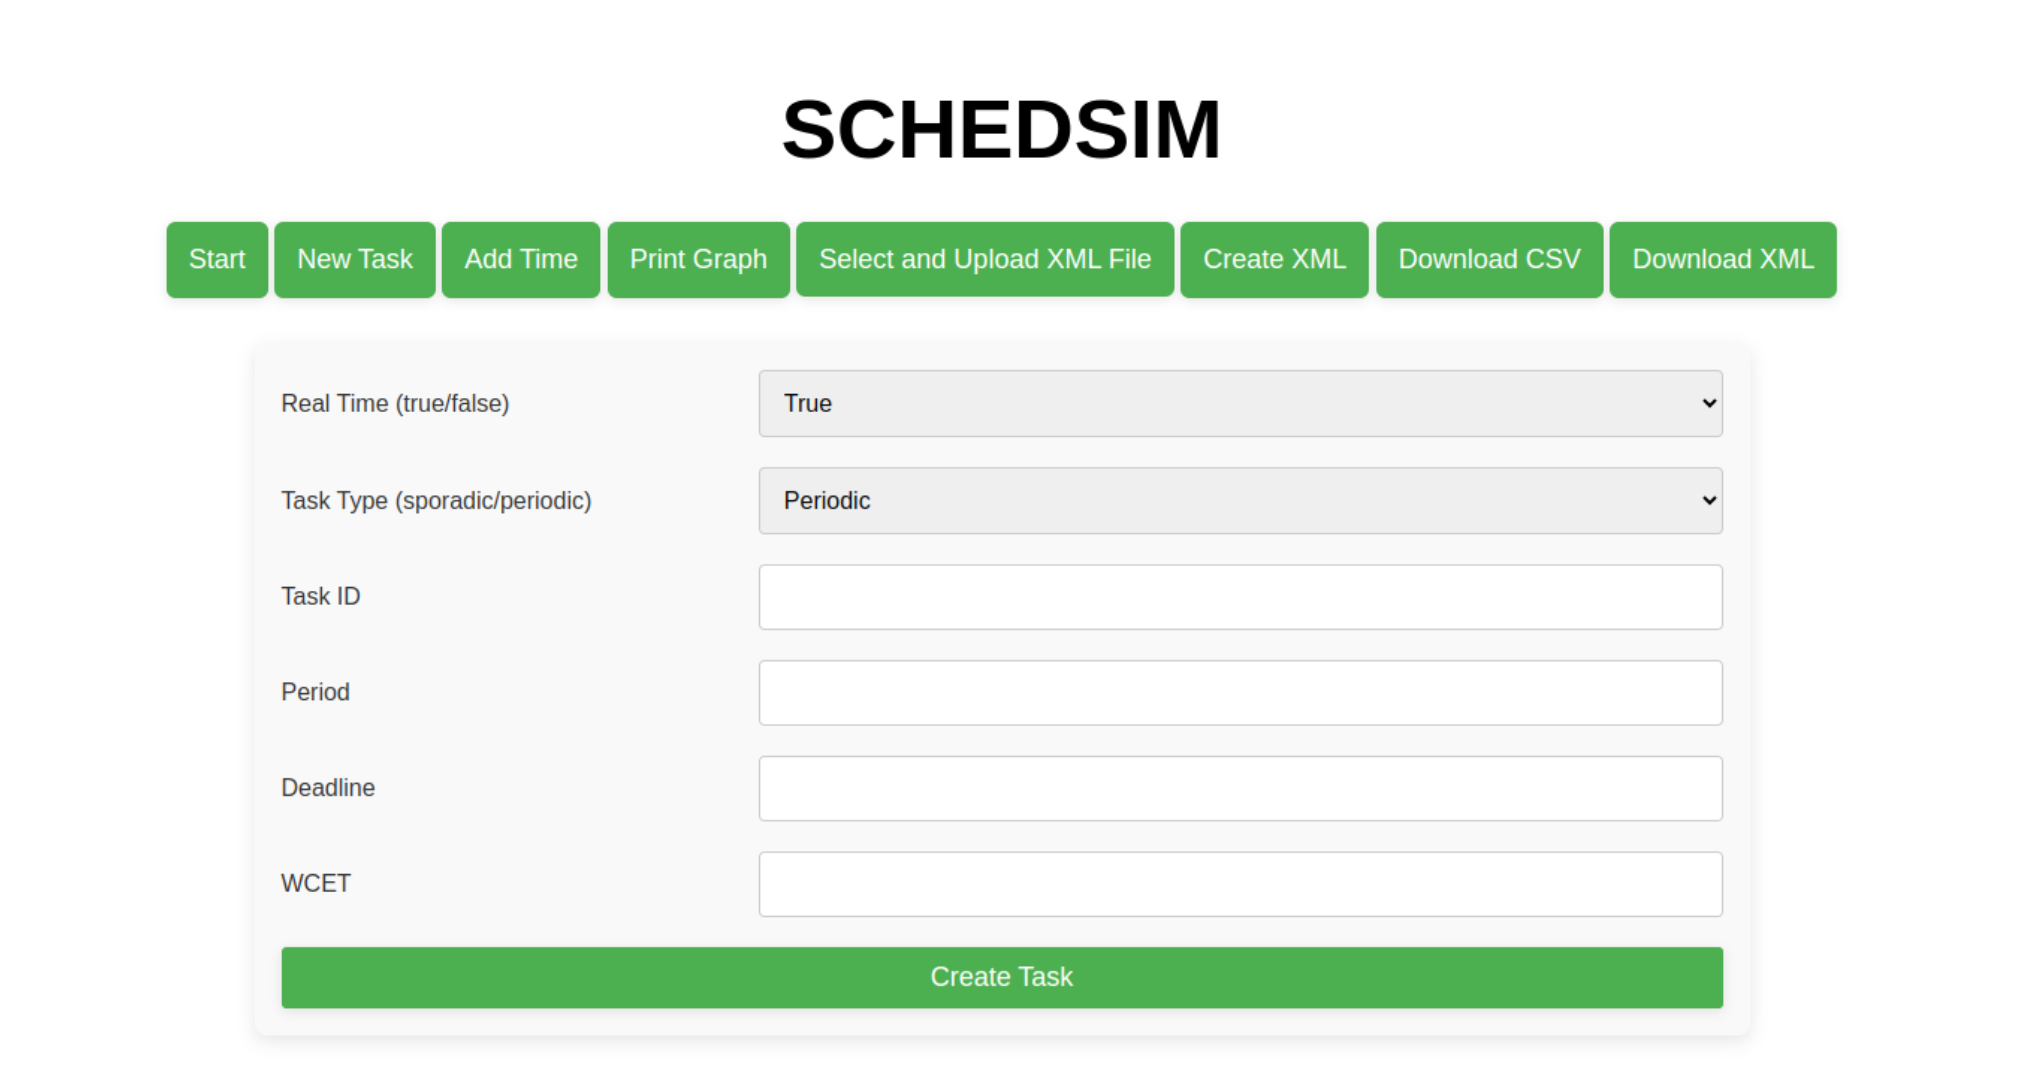 SCHEDSIM
Start New Task Add Time Print Graph Select and Upload XML File Create XML Download CSV Download XML
Real Time (true/false) True
Task Type (sporadic/periodic) Periodic
Task ID
Period
Deadline
WCET
Create Task